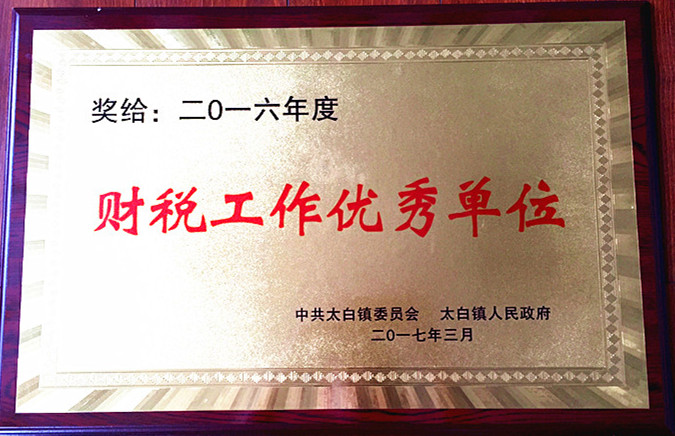 奖给：二0一六年度
财税工作优秀单位
中共太白镇委员会 太白镇人民政府
二0一七年三月